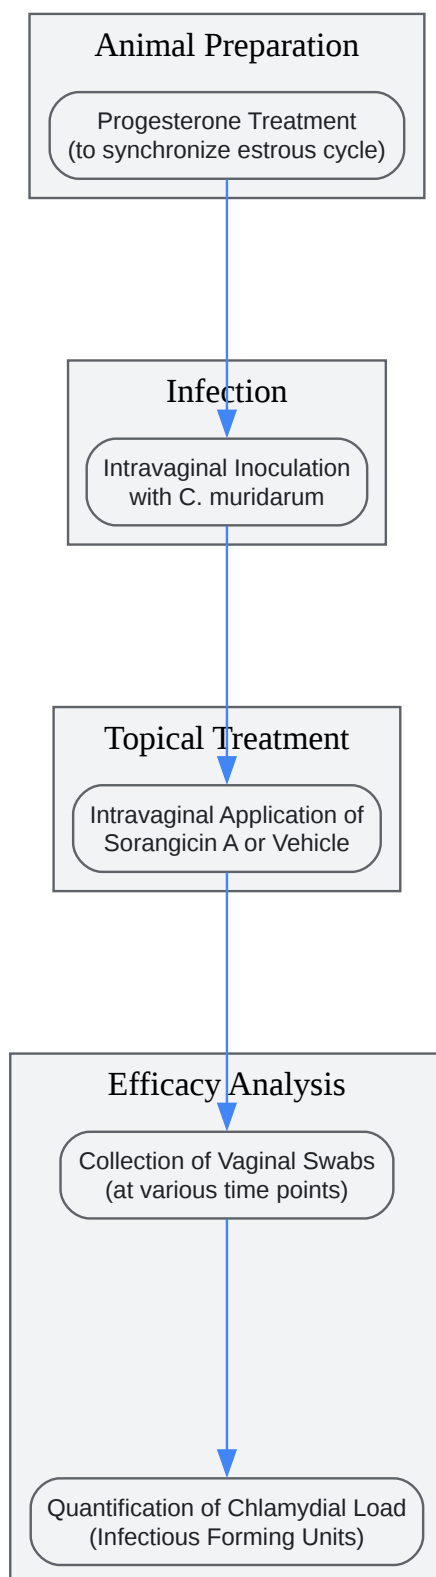 Animal Preparation
Progesterone Treatment
(to synchronize estrous cycle)
Infection
Intravaginal Inoculation
with C. muridarum
Topical Treatment
Intravaginal Application of
Sorangicin A or Vehicle
Efficacy Analysis
Collection of Vaginal Swabs
(at various time points)
Quantification of Chlamydial Load
(Infectious Forming Units)